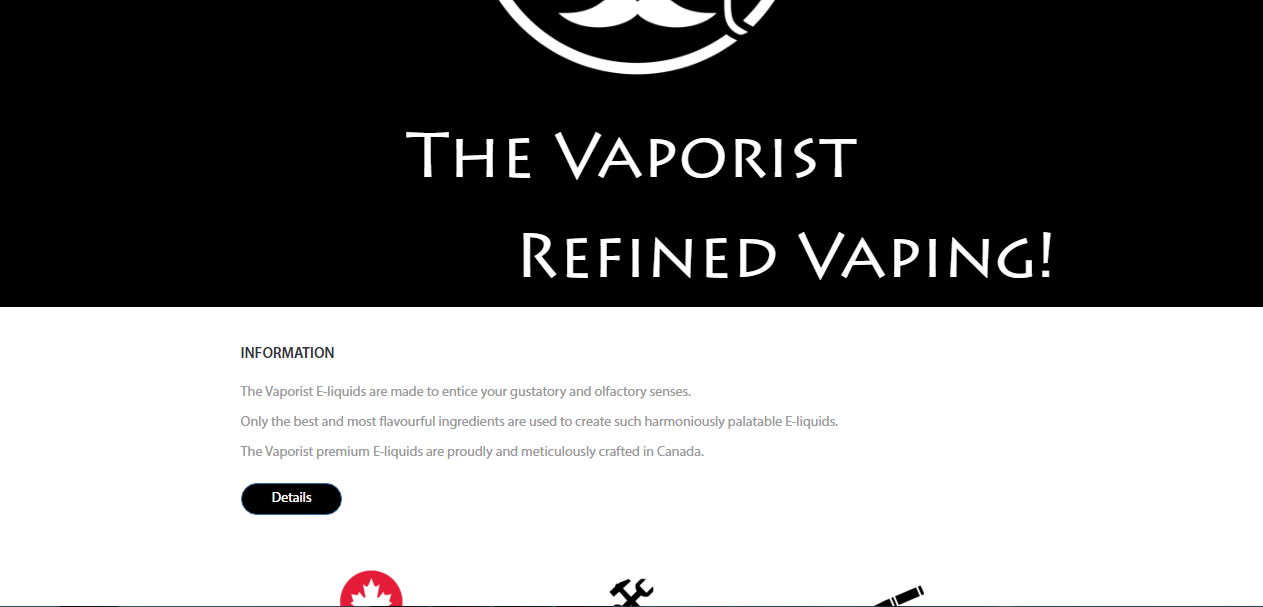 The Vaporist
Refined Vaping!
INFORMATION
The Vaporist E-liquids are made to entice your gustatory and olfactory senses.
Only the best and most flavourful ingredients are used to create such harmoniously palatable E-liquids.
The Vaporist premium E-liquids are proudly and meticulously crafted in Canada.
Details